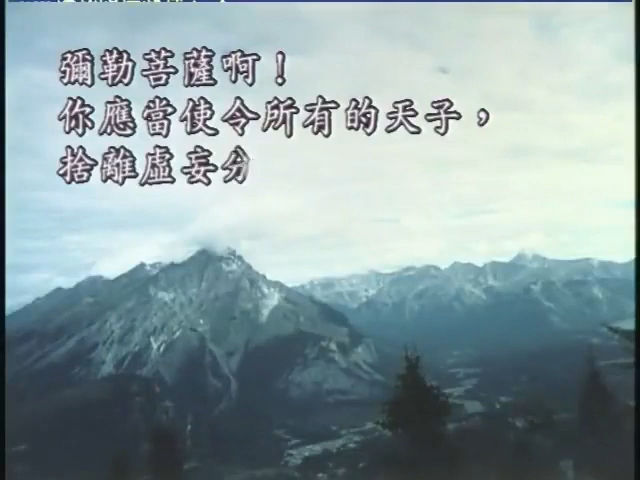 彌勒菩薩啊！
你應當使令所有的天子，
捨離虛妄分